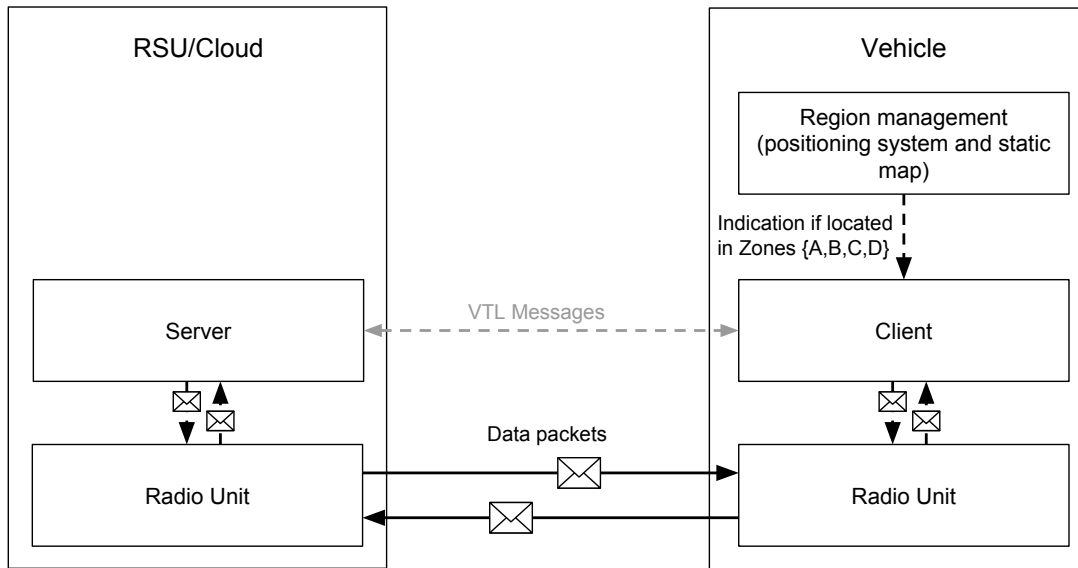 RSU/Cloud
Vehicle
Region management
(positioning system and static
map)
Indication if located
in Zones {A,B,C,D}
VTL Messages
Server
Client
Data packets
Radio Unit
Radio Unit